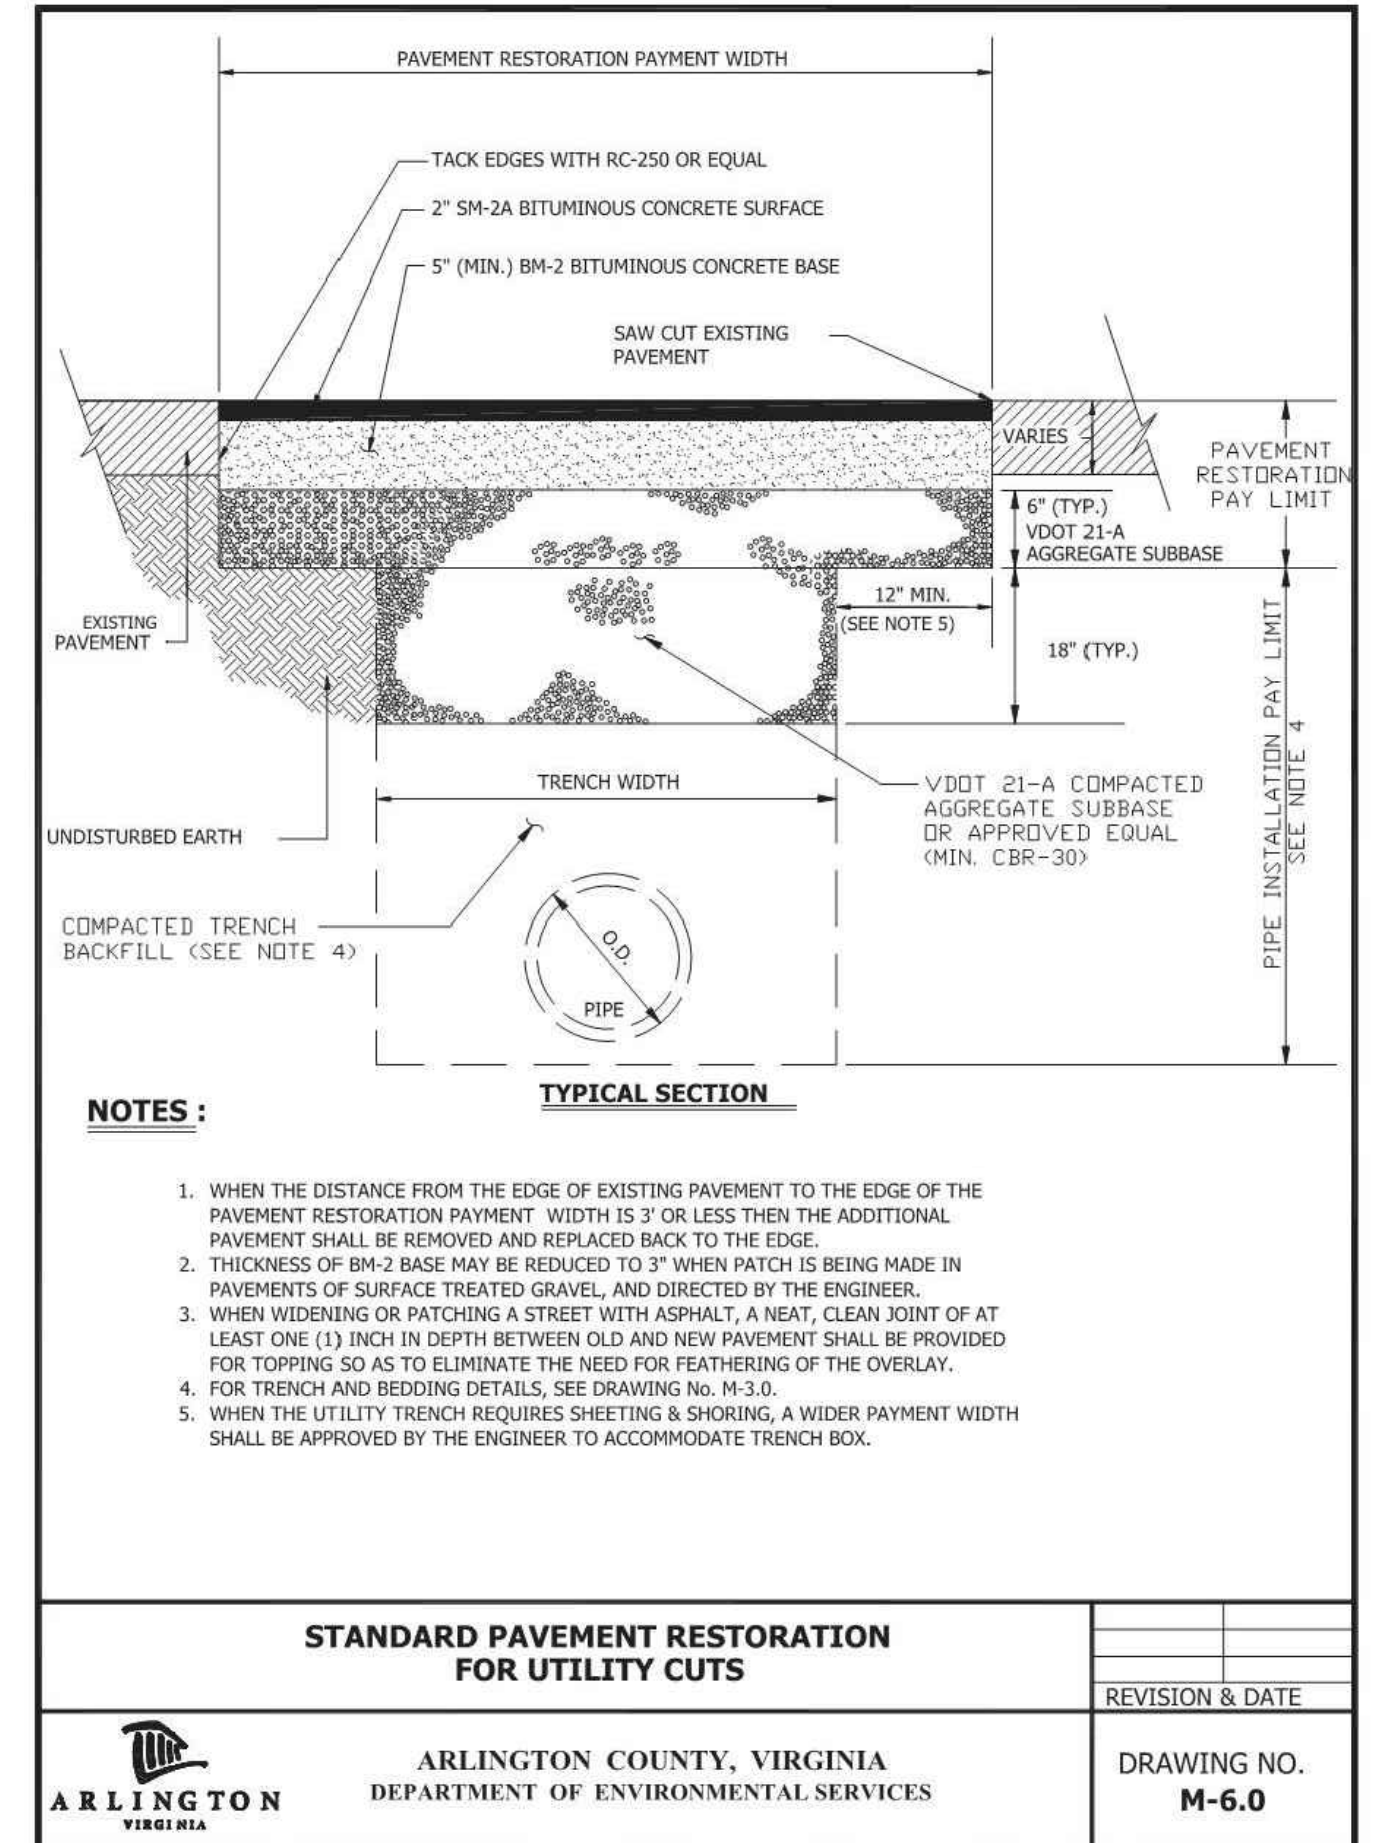 PAVEMENT RESTORATION PAYMENT WIDTH
TACK EDGES WITH RC-250 OR EQUAL
2" SM-2A BITUMINOUS CONCRETE SURFACE
5" (MIN.) BM-2 BITUMINOUS CONCRETE BASE
SAW CUT EXISTING
PAVEMENT
VARIES
PAVEMENT
RESTORATION
PAY LIMIT
6" (TYP.)
VDOT 21-A
AGGREGATE SUBBASE
12" MIN.
(SEE NOTE 5)
18" (TYP.)
EXISTING
PAVEMENT
PIPE INSTALLATION PAY LIMIT
SEE NOTE 4
TRENCH WIDTH
VDOT 21-A COMPACTED
AGGREGATE SUBBASE
OR APPROVED EQUAL
(MIN. CBR-30)
UNDISTURBED EARTH
COMPACTED TRENCH
BACKFILL (SEE NOTE 4)
O.D.
PIPE
TYPICAL SECTION
NOTES :
1. WHEN THE DISTANCE FROM THE EDGE OF EXISTING PAVEMENT TO THE EDGE OF THE
PAVEMENT RESTORATION PAYMENT WIDTH IS 3' OR LESS THEN THE ADDITIONAL
PAVEMENT SHALL BE REMOVED AND REPLACED BACK TO THE EDGE.
2. THICKNESS OF BM-2 BASE MAY BE REDUCED TO 3" WHEN PATCH IS BEING MADE IN
PAVEMENTS OF SURFACE TREATED GRAVEL, AND DIRECTED BY THE ENGINEER.
3. WHEN WIDENING OR PATCHING A STREET WITH ASPHALT, A NEAT, CLEAN JOINT OF AT
LEAST ONE (1) INCH IN DEPTH BETWEEN OLD AND NEW PAVEMENT SHALL BE PROVIDED
FOR TOPPING SO AS TO ELIMINATE THE NEED FOR FEATHERING OF THE OVERLAY.
4. FOR TRENCH AND BEDDING DETAILS, SEE DRAWING No. M-3.0.
5. WHEN THE UTILITY TRENCH REQUIRES SHEETING & SHORING, A WIDER PAYMENT WIDTH
SHALL BE APPROVED BY THE ENGINEER TO ACCOMMODATE TRENCH BOX.
STANDARD PAVEMENT RESTORATION
FOR UTILITY CUTS
REVISION & DATE
ARLINGTON
VIRGINIA
ARLINGTON COUNTY, VIRGINIA
DEPARTMENT OF ENVIRONMENTAL SERVICES
DRAWING NO.
M-6.0